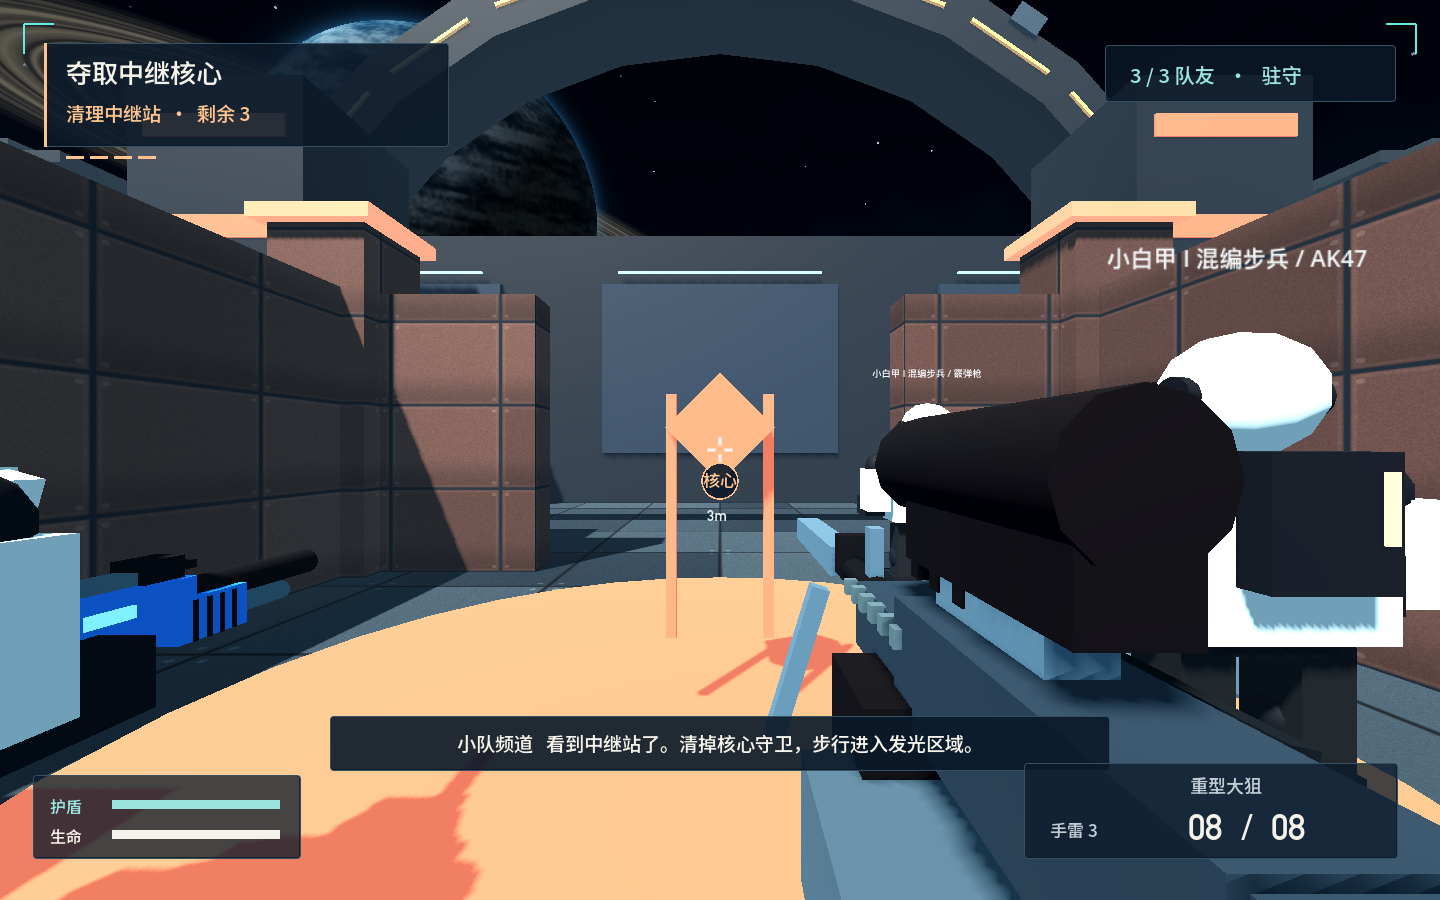 夺取中继核心
清理中继站 · 剩余 3
3 / 3 队友 · 驻守
小白甲 I 混编步兵 / AK47
小白甲 I 混编步兵 / 霰弹枪
核心
3m
小队频道 看到中继站了。清掉核心守卫，步行进入发光区域。
护盾
生命
重型大狙
手雷 3
08 / 08